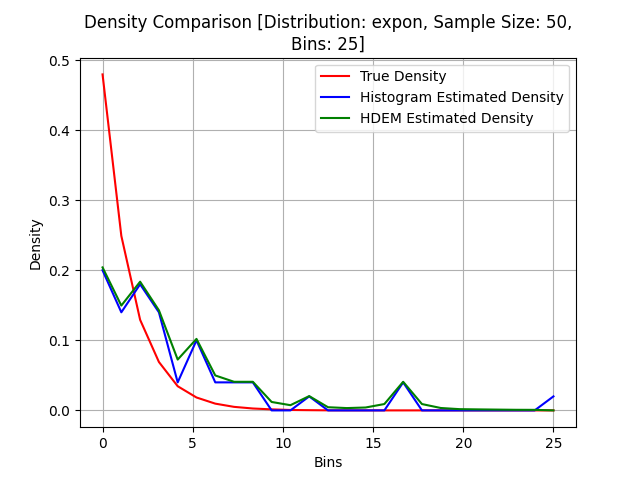 Density Comparison [Distribution: expon, Sample Size: 50,
Bins: 25]
0.5
0.4
0.3
0.2
0.1
0.0
Density
True Density
Histogram Estimated Density
HDEM Estimated Density
0 5 10 15 20 25
Bins